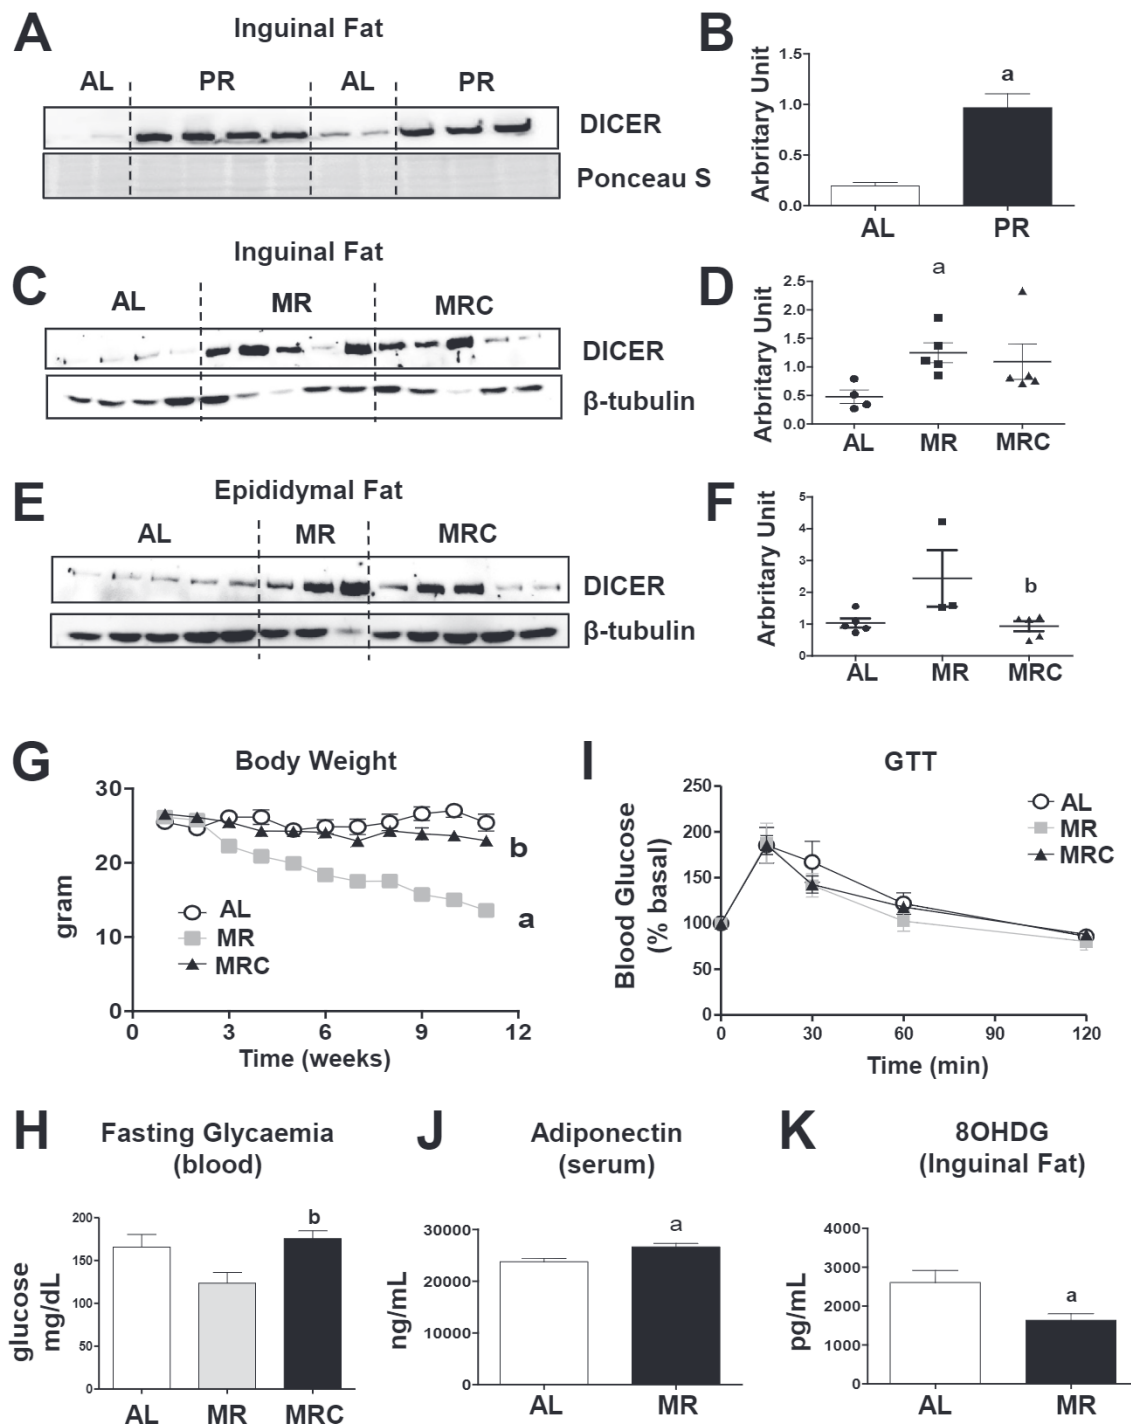 A
Inguinal Fat
AL PR AL PR
DICER
Ponceau S
B
Arbritary Unit
1.5
1.0
0.5
0.0
a
AL PR
C
Inguinal Fat
AL MR MRC
DICER
β-tubulin
D
Arbritary Unit
2.5
2.0
1.5
1.0
0.5
0.0
a
AL MR MRC
E
Epididymal Fat
AL MR MRC
DICER
β-tubulin
F
Arbritary Unit
5
4
3
2
1
0
b
AL MR MRC
G
Body Weight
gram
30
20
10
0
b
a
AL
MR
MRC
0 3 6 9 12
Time (weeks)
I
GTT
Blood Glucose
(% basal)
250
200
150
100
50
0
AL
MR
MRC
0 30 60 90 120
Time (min)
H
Fasting Glycaemia
(blood)
glucose
mg/dL
200
150
100
50
0
b
AL MR MRC
J
Adiponectin
(serum)
ng/mL
30000
20000
10000
0
a
AL MR
K
8OHDG
(Inguinal Fat)
pg/mL
4000
3000
2000
1000
0
a
AL MR